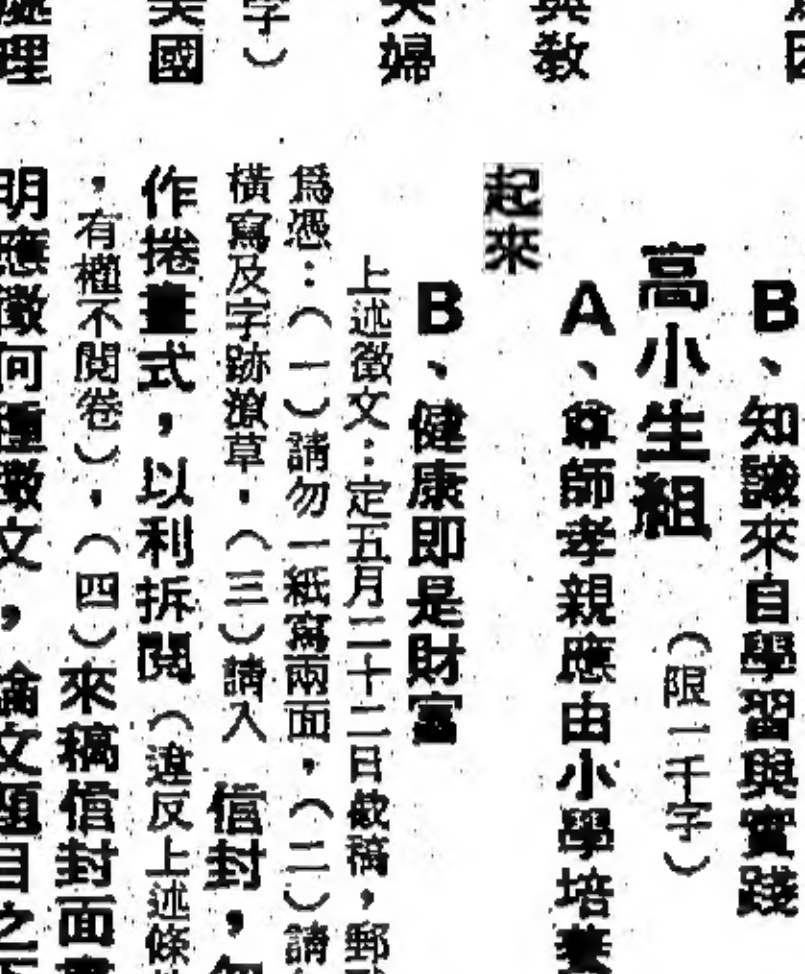 為因
B、知識來自學習與實踐
高小生組（限一千字）
A、尊師孝親應由小學培養
與教
起來
夫婦
B、健康即是財富
上述徵文：定五月二十二日截稿，郵
為憑：（一）請勿一紙寫兩面，（二）請
字）
橫寫及字跡潦草，（三）請入 信封，勿
美國
作捲畫式，以利拆閱（違反上述條
，有權不閱卷），（四）來稿信封面書
處理
明應徵何種徵文，論文題目之